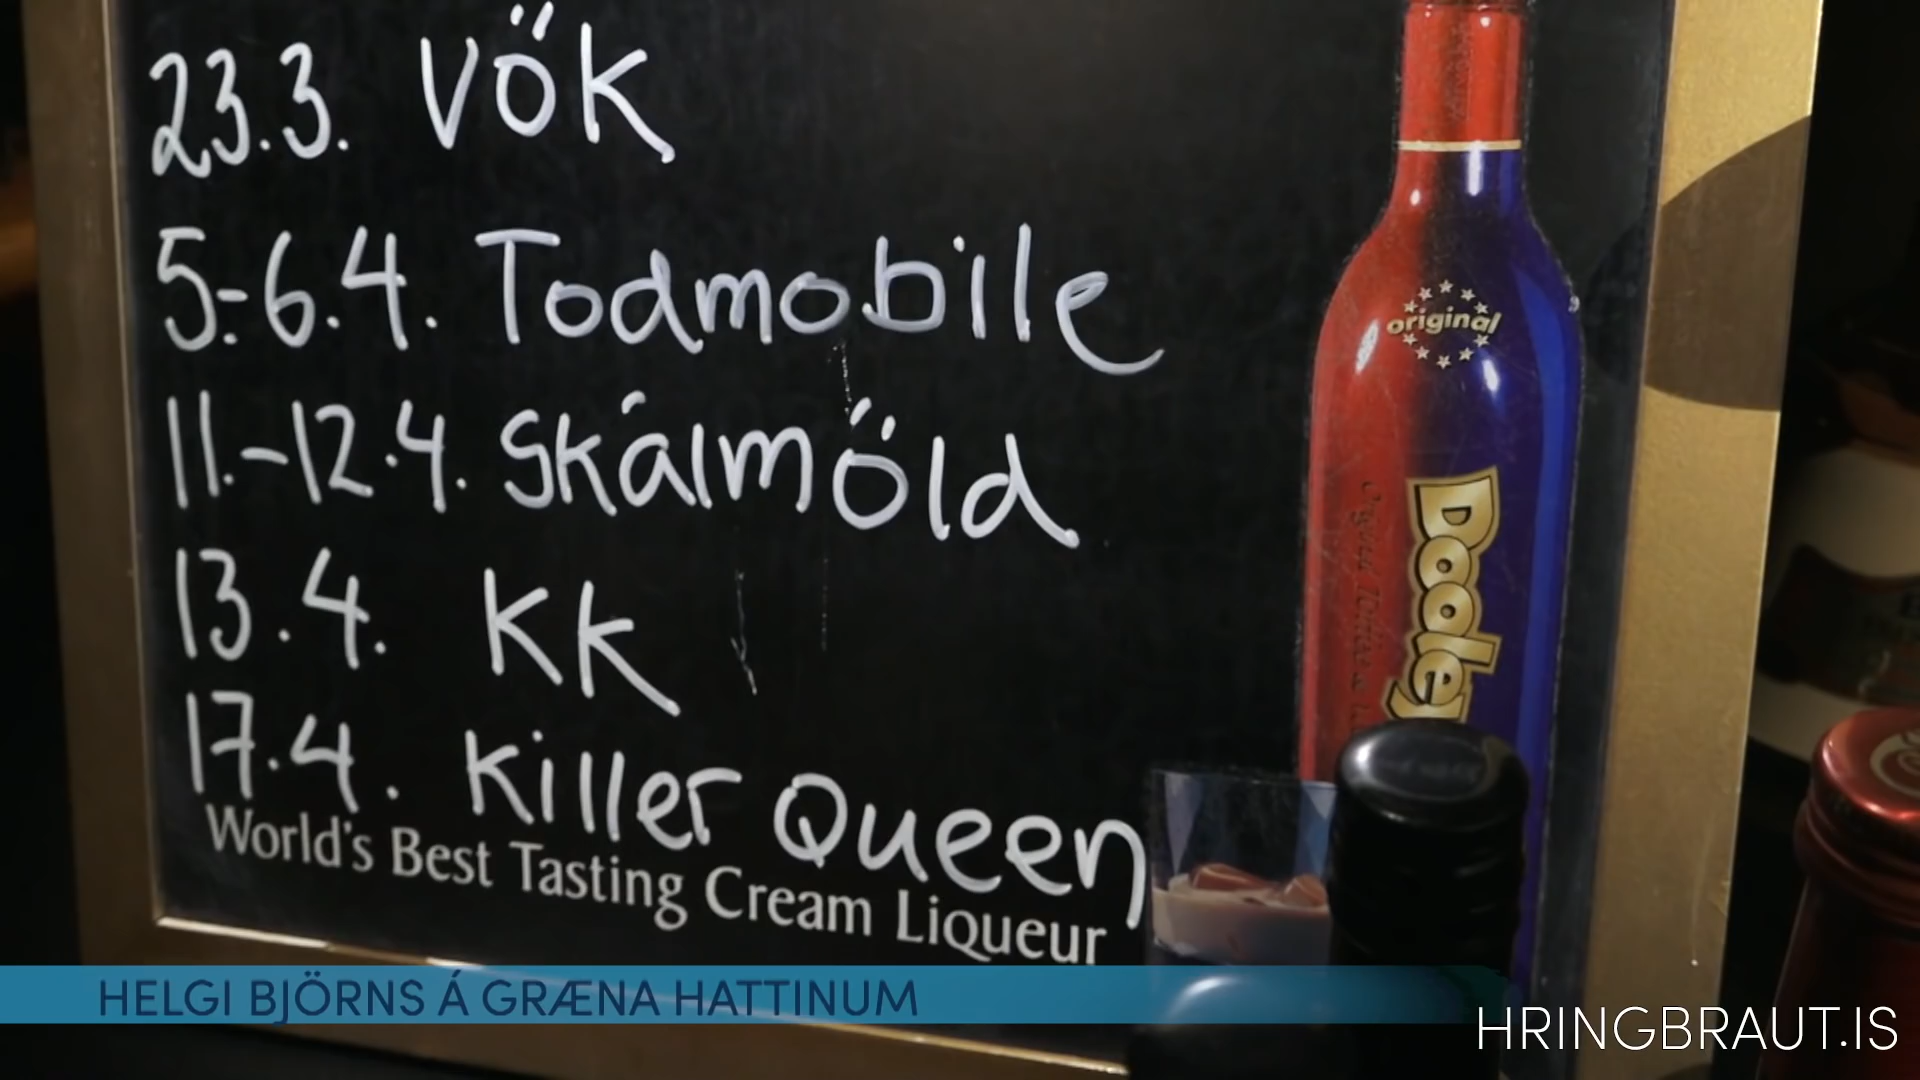 23.3. VÖK
5.-6.4. Todmobile
11.-12.4. Skálmöld
13.4. KK
17.4. Killer Queen
World's Best Tasting Cream Liqueur
original
Dooley
HELGI BJÖRNS Á GRÆNA HATTINUM
HRINGBRAUT.IS